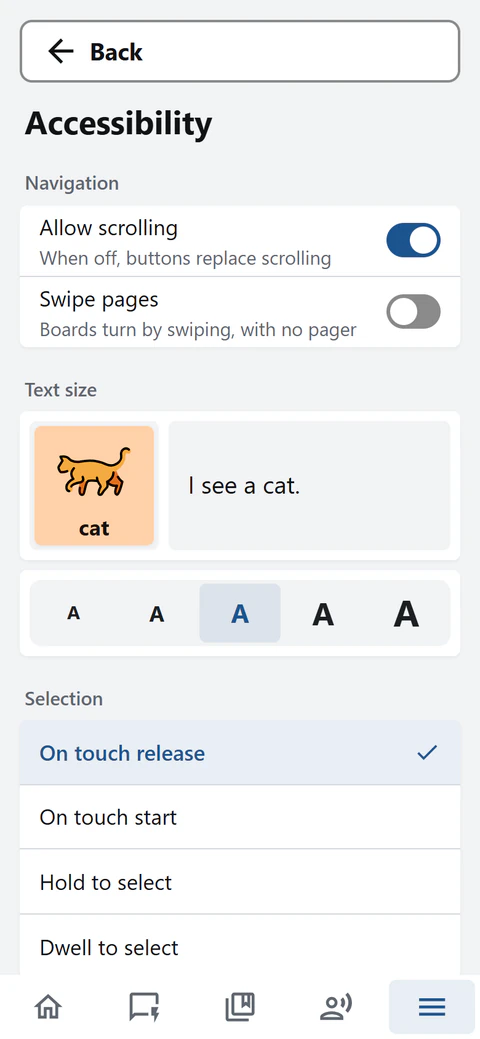 Back
Accessibility
Navigation
Allow scrolling
When off, buttons replace scrolling
Swipe pages
Boards turn by swiping, with no pager
Text size
cat
I see a cat.
A A A A A
Selection
On touch release
On touch start
Hold to select
Dwell to select